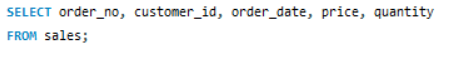 SELECT order_no, customer_id, order_date, price, quantity
FROM sales;